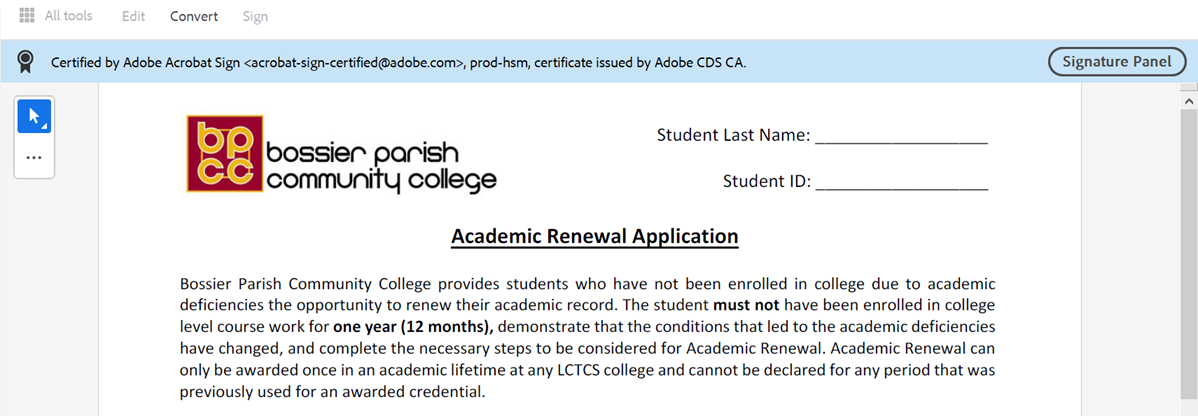 All tools Edit Convert Sign
Certified by Adobe Acrobat Sign <acrobat-sign-certified@adobe.com>, prod-hsm, certificate issued by Adobe CDS CA. Signature Panel
bp
cc
bossier parish
community college
Student Last Name: ____________________
Student ID: ____________________
Academic Renewal Application
Bossier Parish Community College provides students who have not been enrolled in college due to academic
deficiencies the opportunity to renew their academic record. The student must not have been enrolled in college
level course work for one year (12 months), demonstrate that the conditions that led to the academic deficiencies
have changed, and complete the necessary steps to be considered for Academic Renewal. Academic Renewal can
only be awarded once in an academic lifetime at any LCTCS college and cannot be declared for any period that was
previously used for an awarded credential.